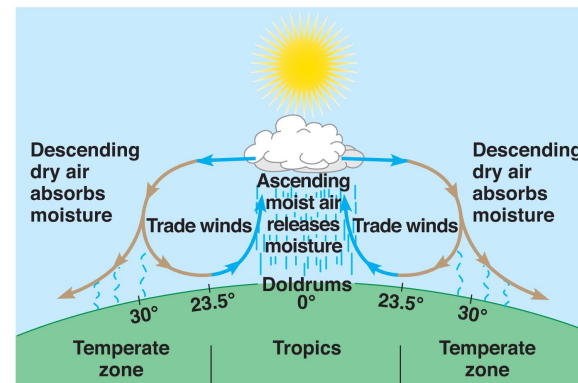 Descending
dry air
absorbs
moisture
Descending
dry air
absorbs
moisture
Ascending
moist air
releases
moisture
Trade winds
Trade winds
Doldrums
30°
23.5°
0°
23.5°
30°
Temperate
zone
Tropics
Temperate
zone